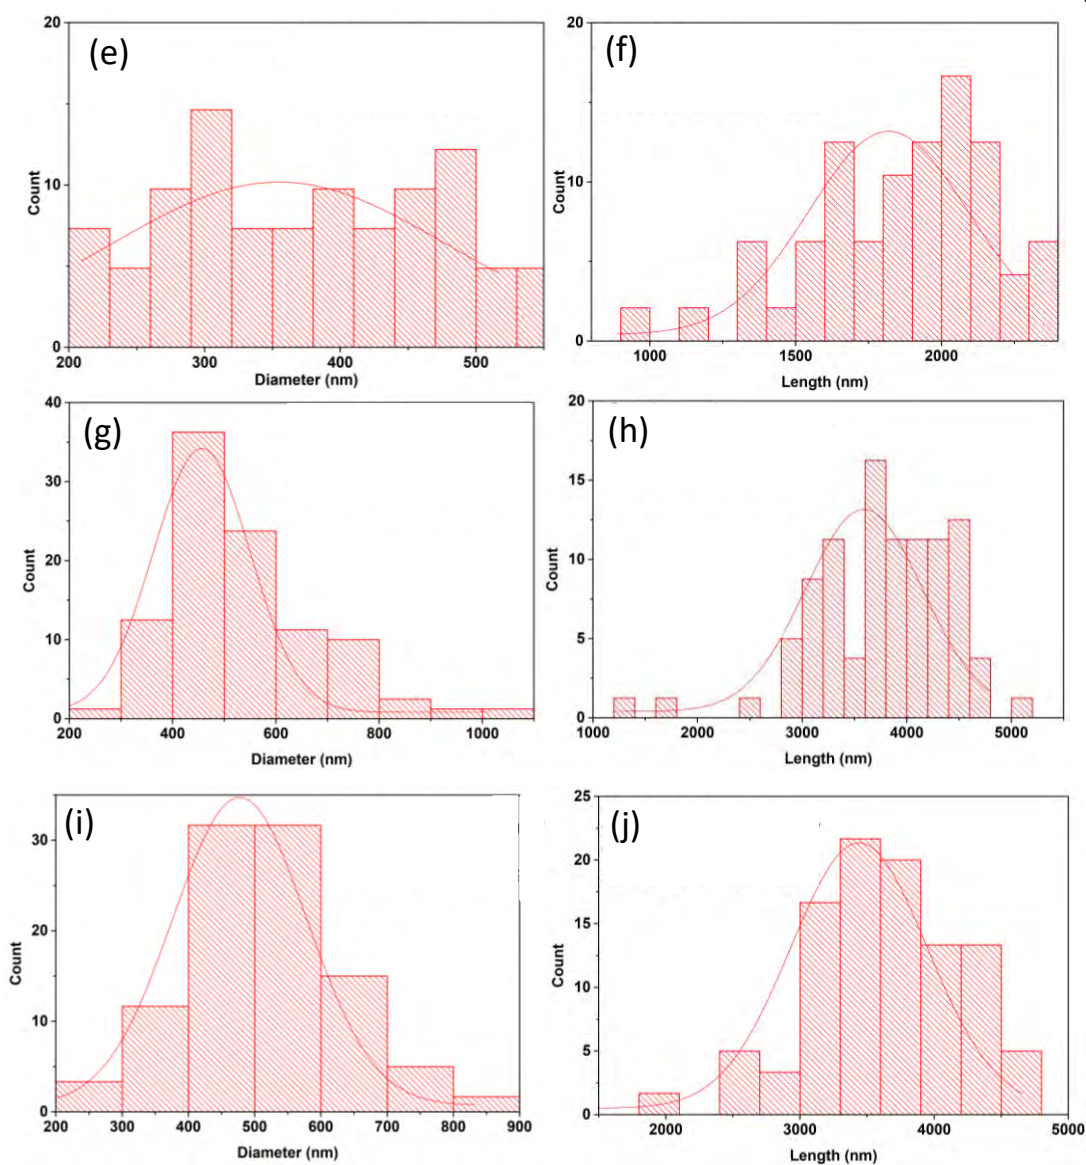 (e)
20
10
0
Count
200 300 400 500
Diameter (nm)
(f)
20
10
0
Count
1000 1500 2000
Length (nm)
(g)
40
30
20
10
0
Count
200 400 600 800 1000
Diameter (nm)
(h)
20
15
10
5
0
Count
1000 2000 3000 4000 5000
Length (nm)
(i)
30
20
10
0
Count
200 300 400 500 600 700 800 900
Diameter (nm)
(j)
25
20
15
10
5
0
Count
2000 3000 4000 5000
Length (nm)